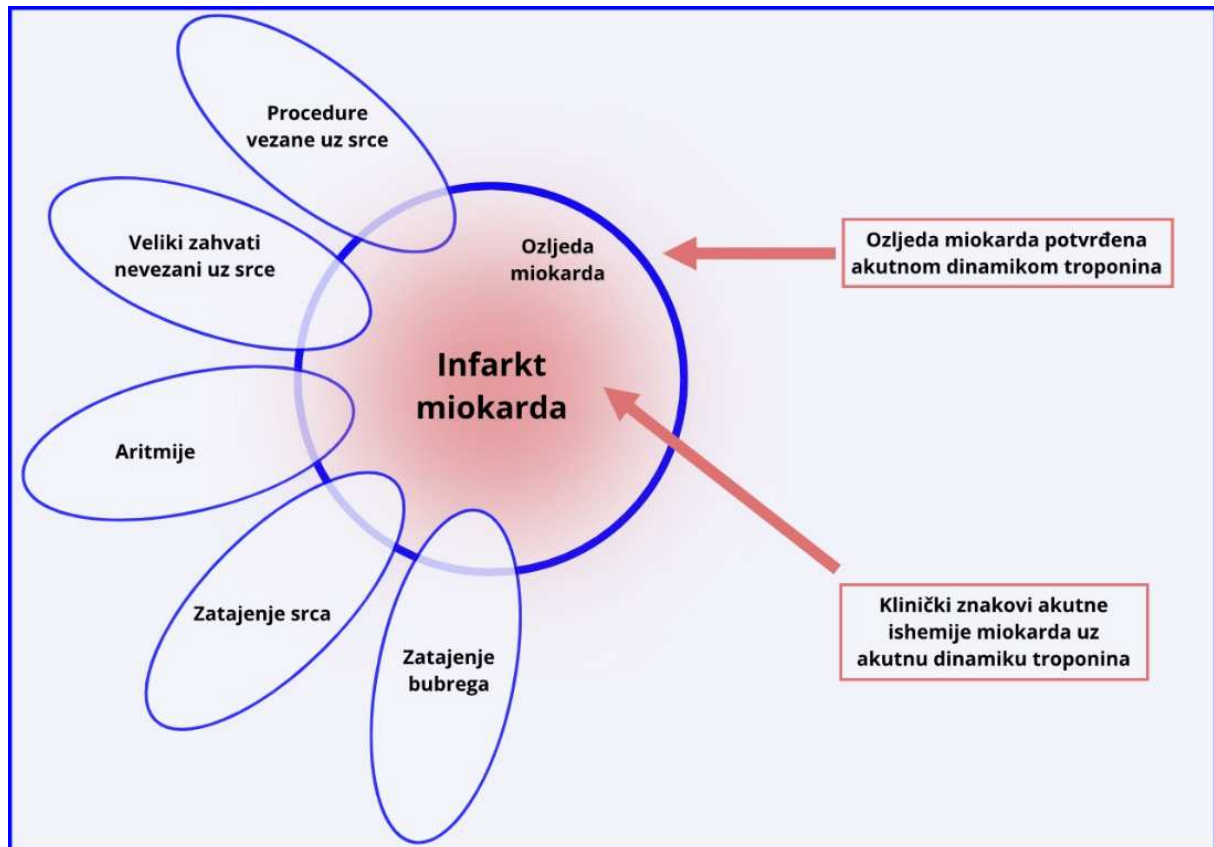 Procedure
vezane uz srce
Veliki zahvati
nevezani uz srce
Aritmije
Zatajenje srca
Zatajenje
bubrega
Ozljeda
miokarda
Infarkt
miokarda
Ozljeda miokarda potvrđena
akutnom dinamikom troponina
Klinički znakovi akutne
ishemije miokarda uz
akutnu dinamiku troponina